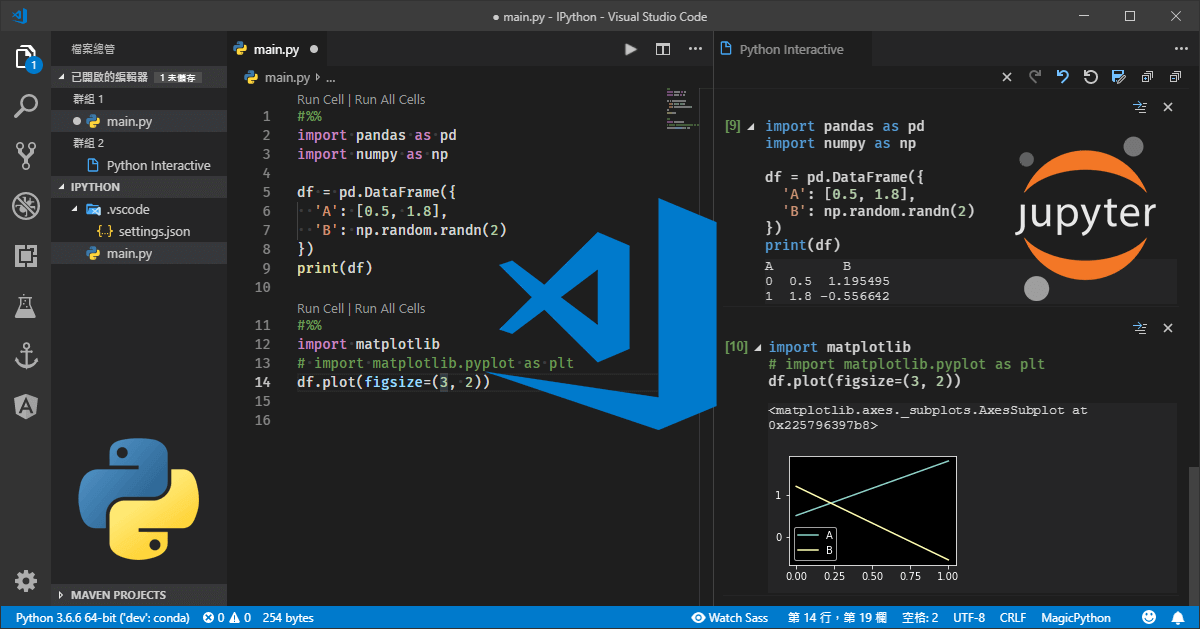 ● main.py - IPython - Visual Studio Code
1
檔案總管
已開啟的編輯器 1 未儲存
群組 1
main.py
群組 2
Python Interactive
IPYTHON
.vscode
{..} settings.json
main.py
MAVEN PROJECTS
main.py
main.py › ...
Run Cell | Run All Cells
1 #%%
2 import pandas as pd
3 import numpy as np
4
5 df = pd.DataFrame({
6 'A': [0.5, 1.8],
7 'B': np.random.randn(2)
8 })
9 print(df)
10
Run Cell | Run All Cells
11 #%%
12 import matplotlib
13 # import matplotlib.pyplot as plt
14 df.plot(figsize=(3, 2))
15
16
Python Interactive
[9] import pandas as pd
import numpy as np
df = pd.DataFrame({
'A': [0.5, 1.8],
'B': np.random.randn(2)
})
print(df)
A B
0 0.5 1.195495
1 1.8 -0.556642
jupyter
[10] import matplotlib
# import matplotlib.pyplot as plt
df.plot(figsize=(3, 2))
<matplotlib.axes._subplots.AxesSubplot at
0x225796397b8>
1
0
A
B
0.00 0.25 0.50 0.75 1.00
Python 3.6.6 64-bit ('dev': conda) 0 0 254 bytes Watch Sass 第 14 行，第 19 欄 空格: 2 UTF-8 CRLF MagicPython